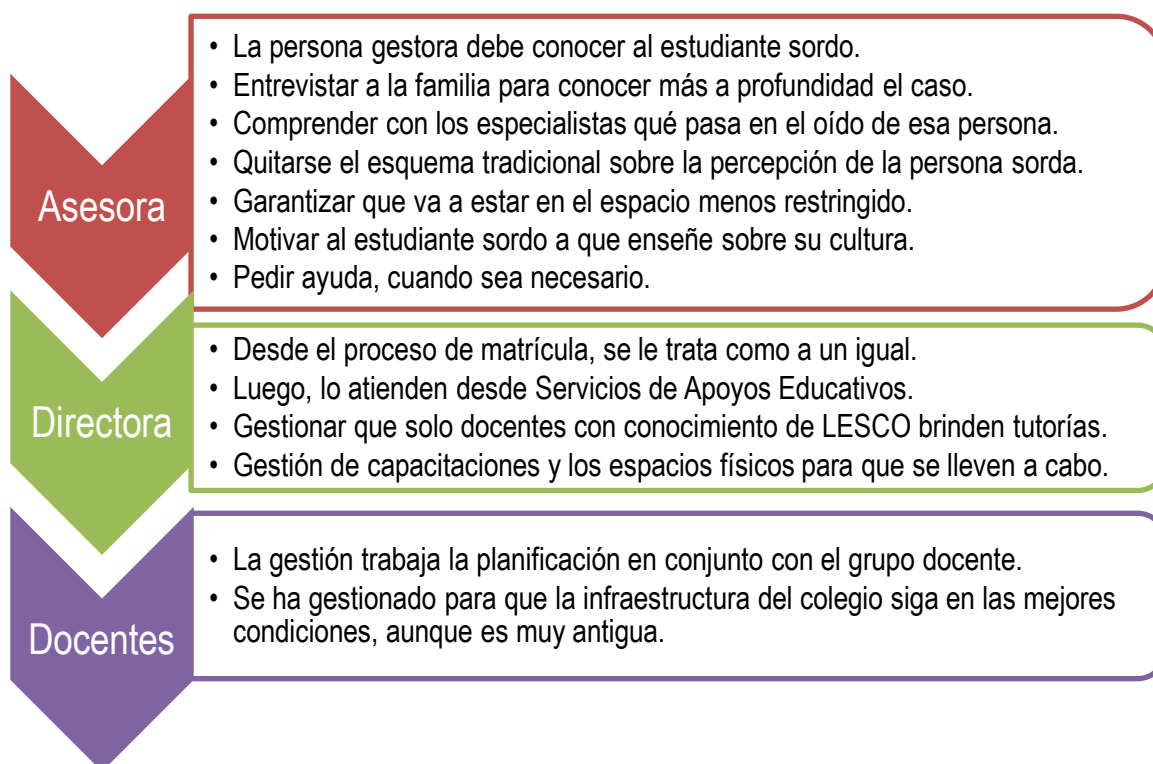 Asesora
• La persona gestora debe conocer al estudiante sordo.
• Entrevistar a la familia para conocer más a profundidad el caso.
• Comprender con los especialistas qué pasa en el oído de esa persona.
• Quitarse el esquema tradicional sobre la percepción de la persona sorda.
• Garantizar que va a estar en el espacio menos restringido.
• Motivar al estudiante sordo a que enseñe sobre su cultura.
• Pedir ayuda, cuando sea necesario.
Directora
• Desde el proceso de matrícula, se le trata como a un igual.
• Luego, lo atienden desde Servicios de Apoyos Educativos.
• Gestionar que solo docentes con conocimiento de LESCO brinden tutorías.
• Gestión de capacitaciones y los espacios físicos para que se lleven a cabo.
Docentes
• La gestión trabaja la planificación en conjunto con el grupo docente.
• Se ha gestionado para que la infraestructura del colegio siga en las mejores
condiciones, aunque es muy antigua.